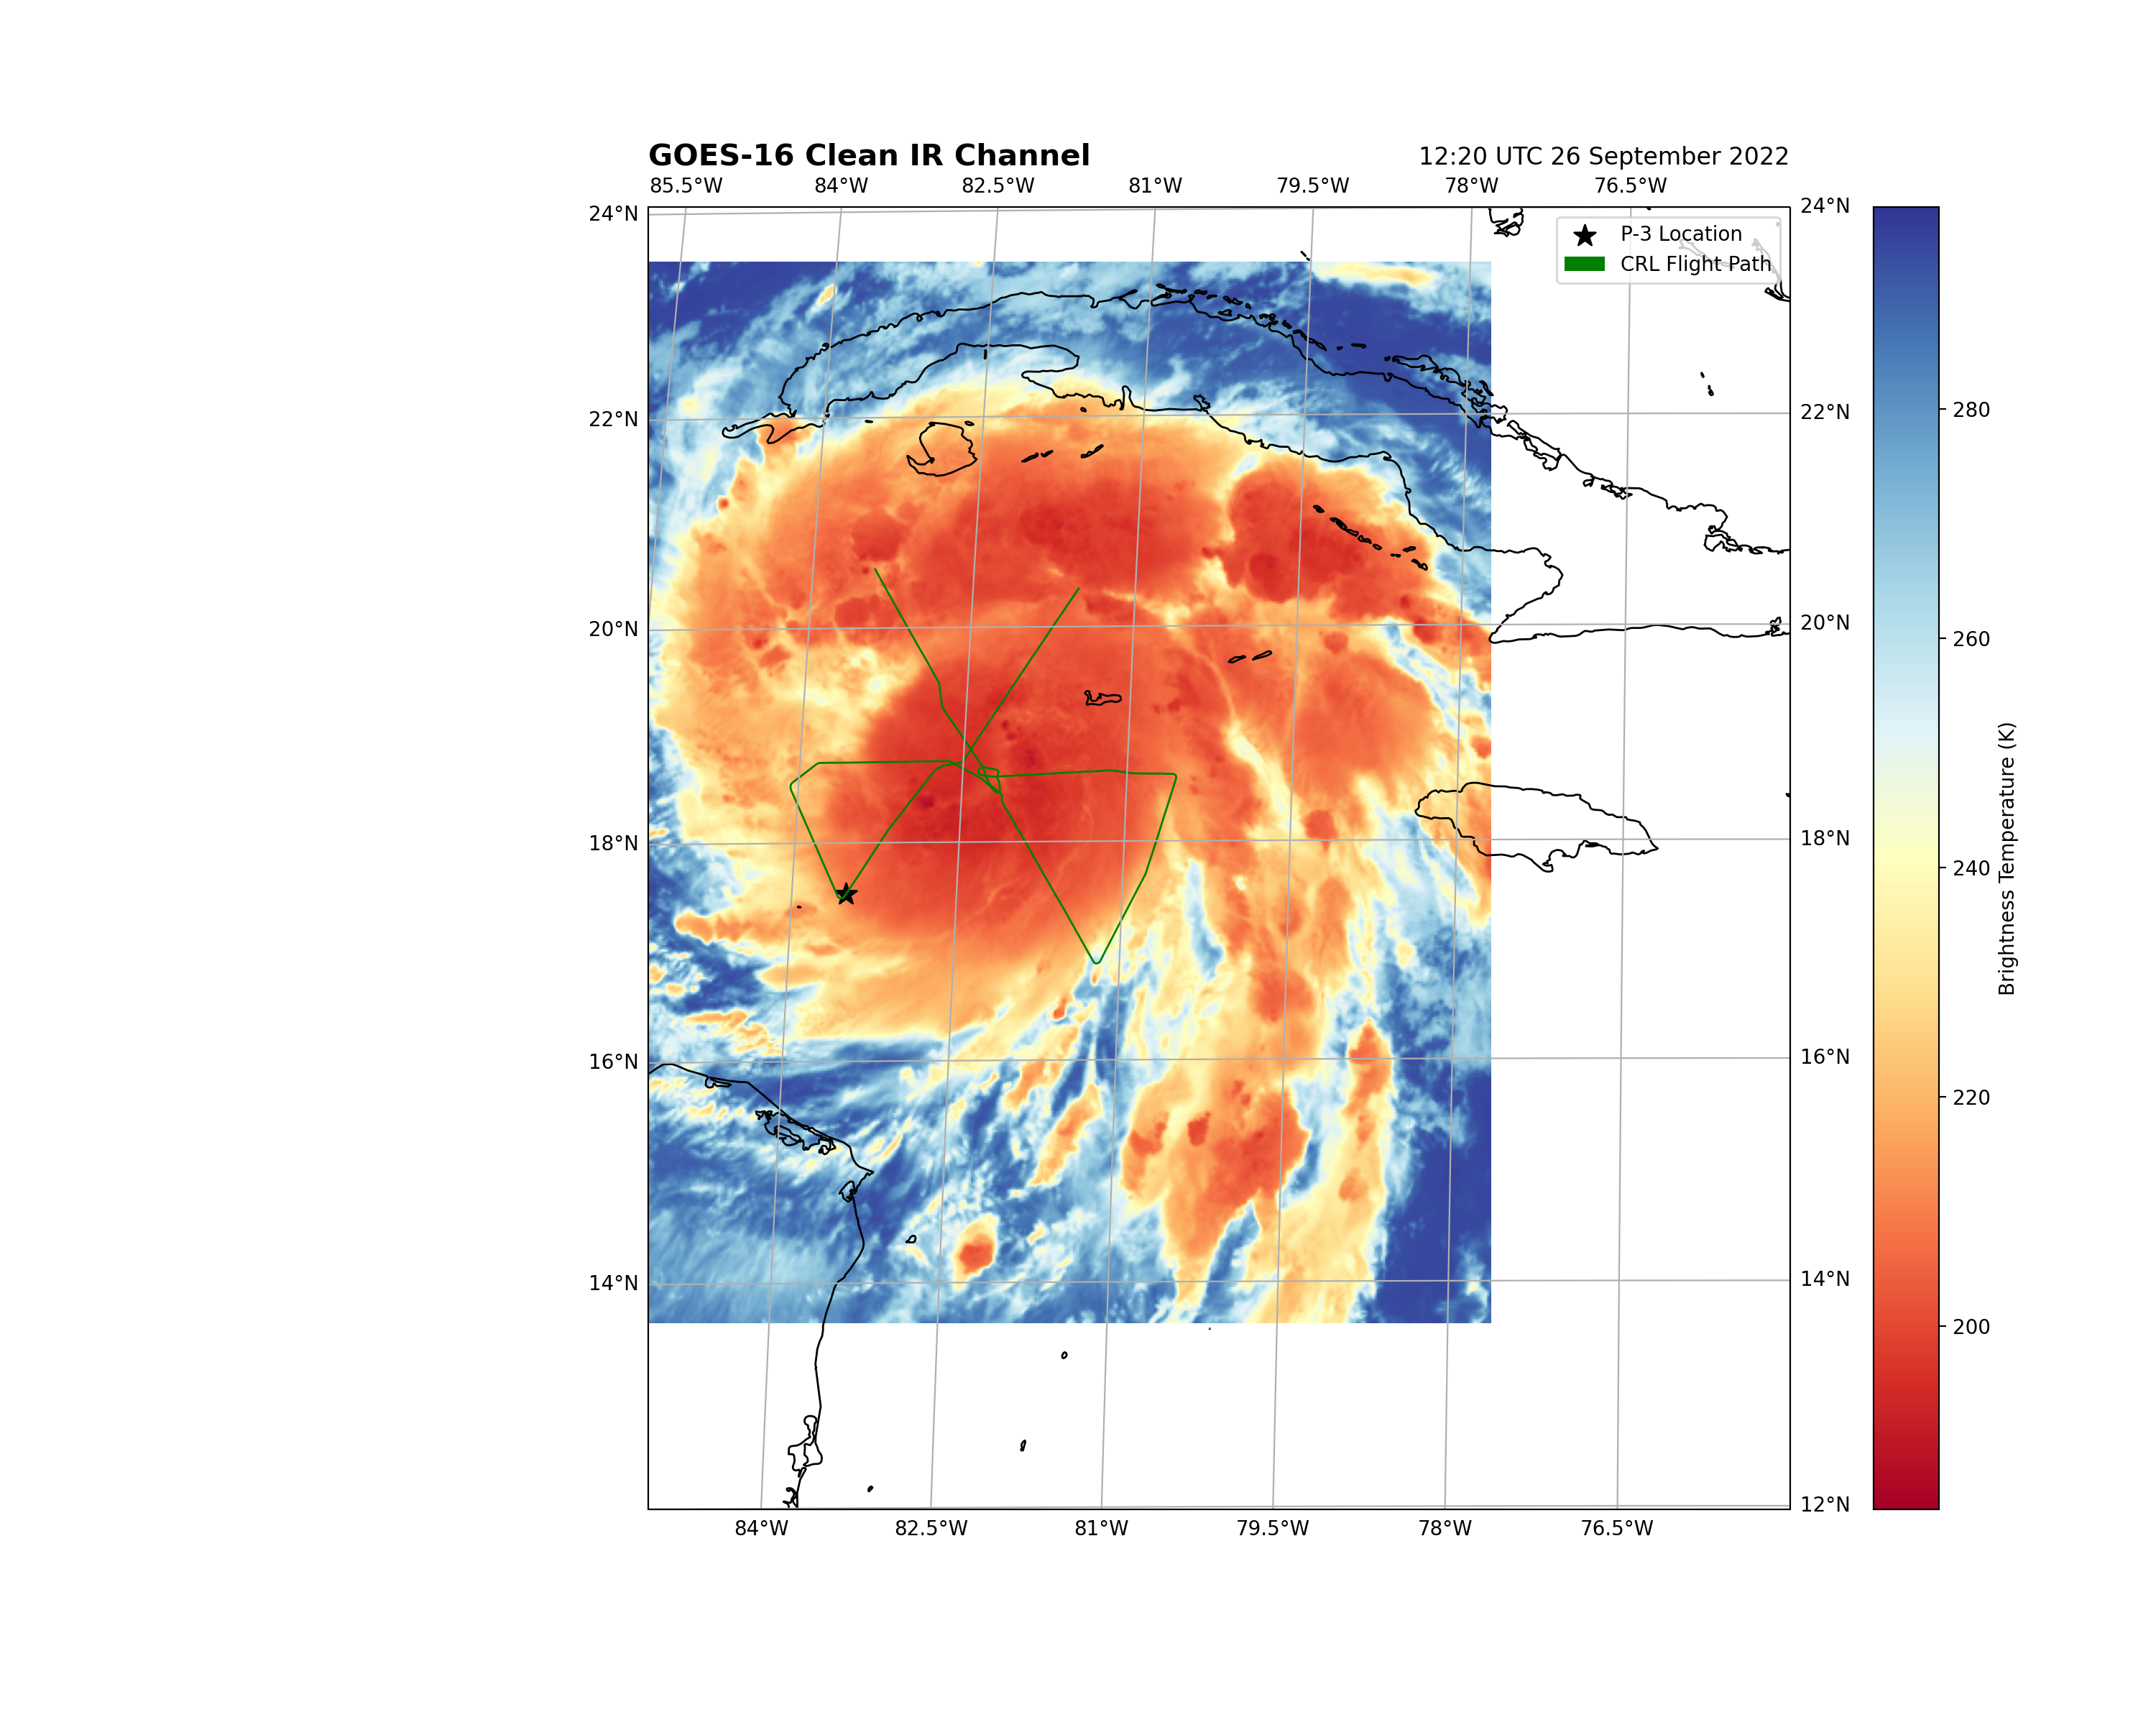 GOES-16 Clean IR Channel
12:20 UTC 26 September 2022
85.5°W 84°W 82.5°W 81°W 79.5°W 78°W 76.5°W
24°N
24°N
P-3 Location
CRL Flight Path
22°N
22°N
20°N
20°N
18°N
18°N
16°N
16°N
14°N
14°N
12°N
84°W 82.5°W 81°W 79.5°W 78°W 76.5°W
280
260
240
220
200
Brightness Temperature (K)